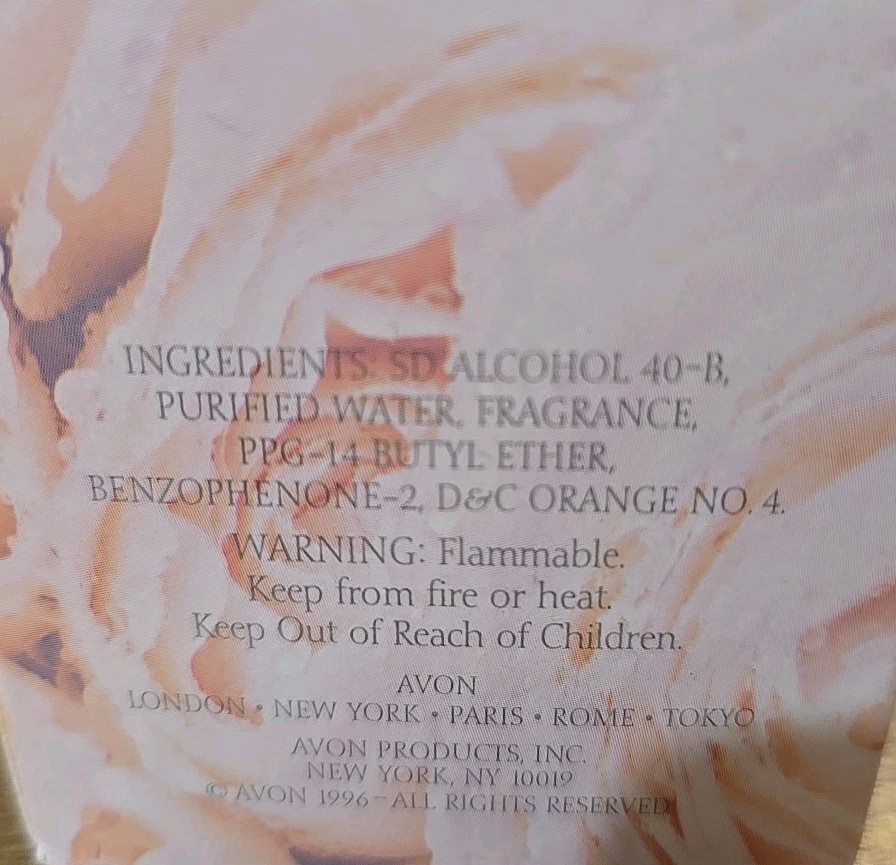 INGREDIENTS: SD ALCOHOL 40-B,
PURIFIED WATER, FRAGRANCE,
PPG-14 BUTYL ETHER,
BENZOPHENONE-2, D&C ORANGE NO. 4.
WARNING: Flammable.
Keep from fire or heat.
Keep Out of Reach of Children.
AVON
LONDON • NEW YORK • PARIS • ROME • TOKYO
AVON PRODUCTS, INC.
NEW YORK, NY 10019
© AVON 1996-ALL RIGHTS RESERVED